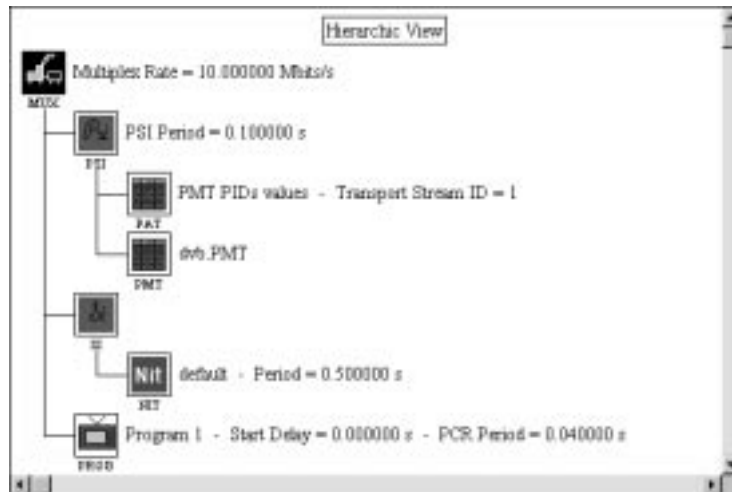 Hierarchic View
Multiplex Rate = 10.000000 Mbits/s
MUX
PSI Period = 0.100000 s
PSI
PMT PIDs values - Transport Stream ID = 1
PAT
dvb.PMT
PMT
SI
Nit default - Period = 0.500000 s
NIT
Program 1 - Start Delay = 0.000000 s - PCR Period = 0.040000 s
PROG